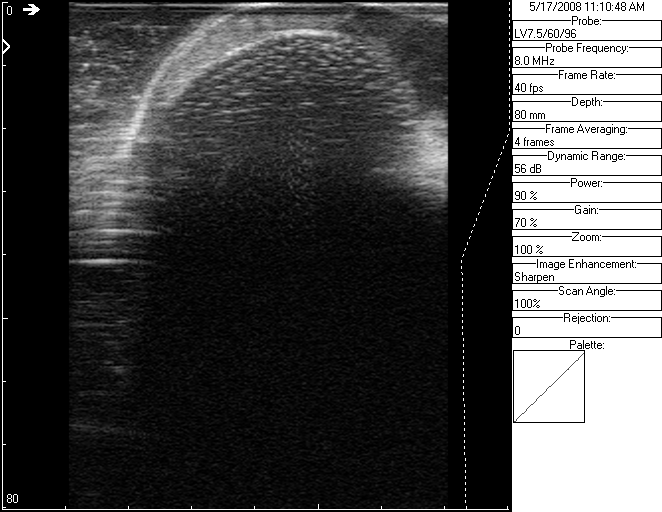 0
80
5/17/2008 11:10:48 AM
Probe:
LV7.5/60/96
Probe Frequency:
8.0 MHz
Frame Rate:
40 fps
Depth:
80 mm
Frame Averaging:
4 frames
Dynamic Range:
56 dB
Power:
90 %
Gain:
70 %
Zoom:
100 %
Image Enhancement:
Sharpen
Scan Angle:
100%
Rejection:
0
Palette: